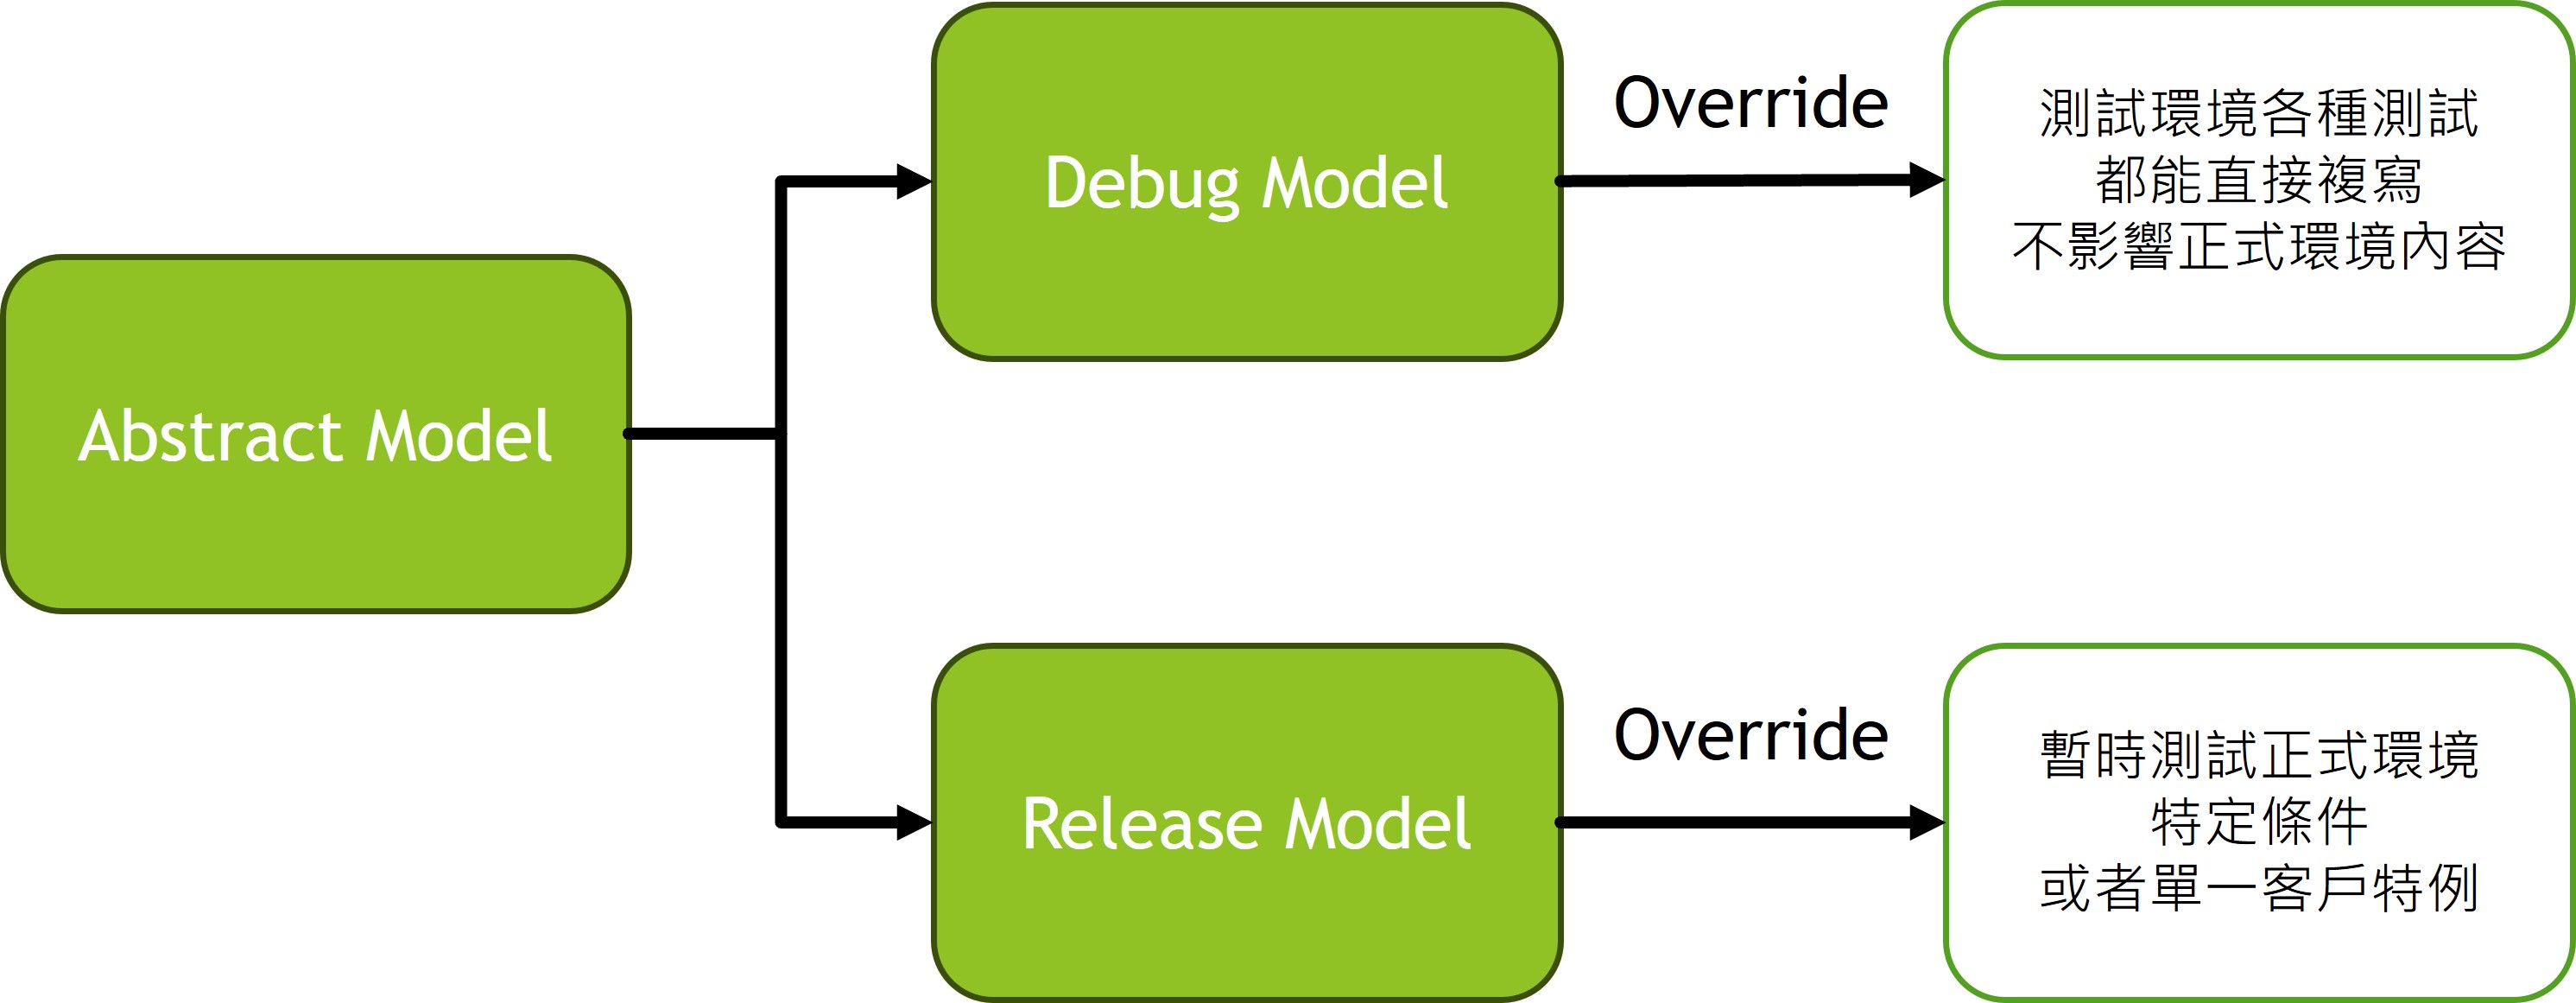 Abstract Model
Debug Model
Override
測試環境各種測試
都能直接複寫
不影響正式環境內容
Release Model
Override
暫時測試正式環境
特定條件
或者單一客戶特例